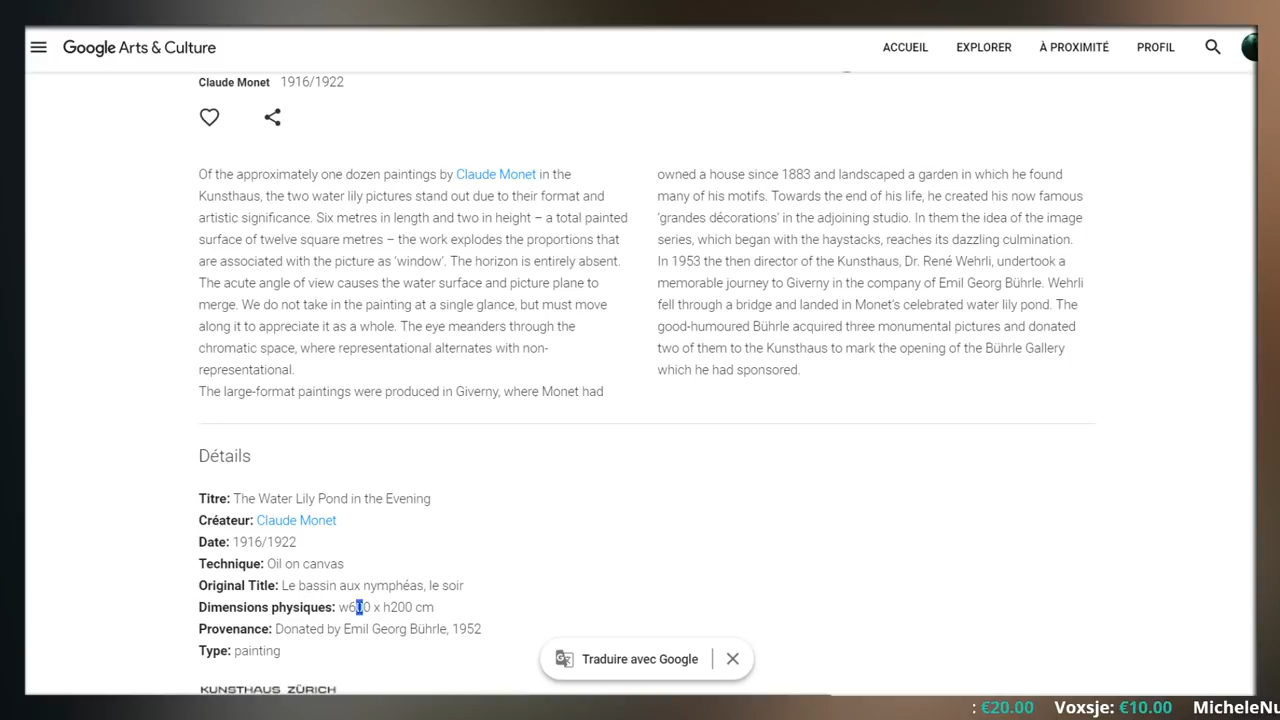 Google Arts & Culture
ACCUEIL EXPLORER À PROXIMITÉ PROFIL
Claude Monet 1916/1922
Of the approximately one dozen paintings by Claude Monet in the
Kunsthaus, the two water lily pictures stand out due to their format and
artistic significance. Six metres in length and two in height – a total painted
surface of twelve square metres – the work explodes the proportions that
are associated with the picture as ‘window’. The horizon is entirely absent.
The acute angle of view causes the water surface and picture plane to
merge. We do not take in the painting at a single glance, but must move
along it to appreciate it as a whole. The eye meanders through the
chromatic space, where representational alternates with non-
representational.
The large-format paintings were produced in Giverny, where Monet had
owned a house since 1883 and landscaped a garden in which he found
many of his motifs. Towards the end of his life, he created his now famous
‘grandes décorations’ in the adjoining studio. In them the idea of the image
series, which began with the haystacks, reaches its dazzling culmination.
In 1953 the then director of the Kunsthaus, Dr. René Wehrli, undertook a
memorable journey to Giverny in the company of Emil Georg Bührle. Wehrli
fell through a bridge and landed in Monet’s celebrated water lily pond. The
good-humoured Bührle acquired three monumental pictures and donated
two of them to the Kunsthaus to mark the opening of the Bührle Gallery
which he had sponsored.
Détails
Titre: The Water Lily Pond in the Evening
Créateur: Claude Monet
Date: 1916/1922
Technique: Oil on canvas
Original Title: Le bassin aux nymphéas, le soir
Dimensions physiques: w600 x h200 cm
Provenance: Donated by Emil Georg Bührle, 1952
Type: painting
Traduire avec Google
KUNSTHAUS ZÜRICH
: €20.00 Voxsje: €10.00 MicheleNu